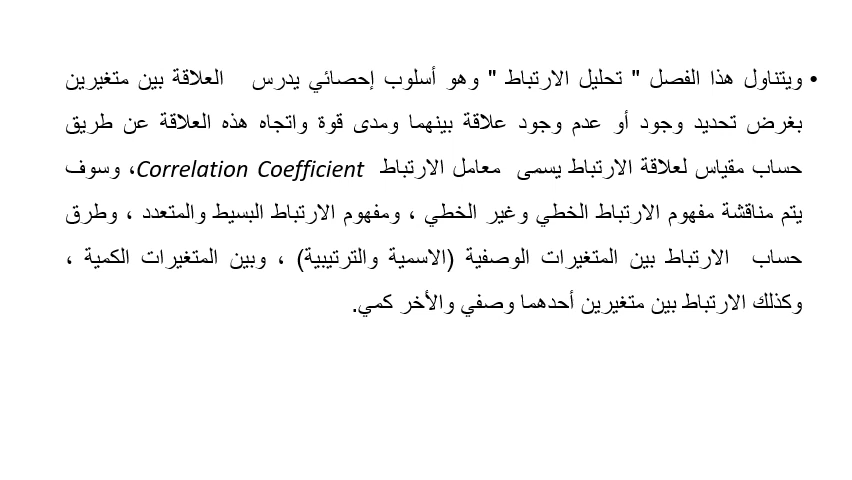 • ويتناول هذا الفصل " تحليل الارتباط " وهو أسلوب إحصائي يدرس العلاقة بين متغيرين
بغرض تحديد وجود أو عدم وجود علاقة بينهما ومدى قوة واتجاه هذه العلاقة عن طريق
حساب مقياس لعلاقة الارتباط يسمى معامل الارتباط Correlation Coefficient، وسوف
يتم مناقشة مفهوم الارتباط الخطي وغير الخطي ، ومفهوم الارتباط البسيط والمتعدد ، وطرق
حساب الارتباط بين المتغيرات الوصفية (الاسمية والترتيبية) ، وبين المتغيرات الكمية ،
وكذلك الارتباط بين متغيرين أحدهما وصفي والأخر كمي.